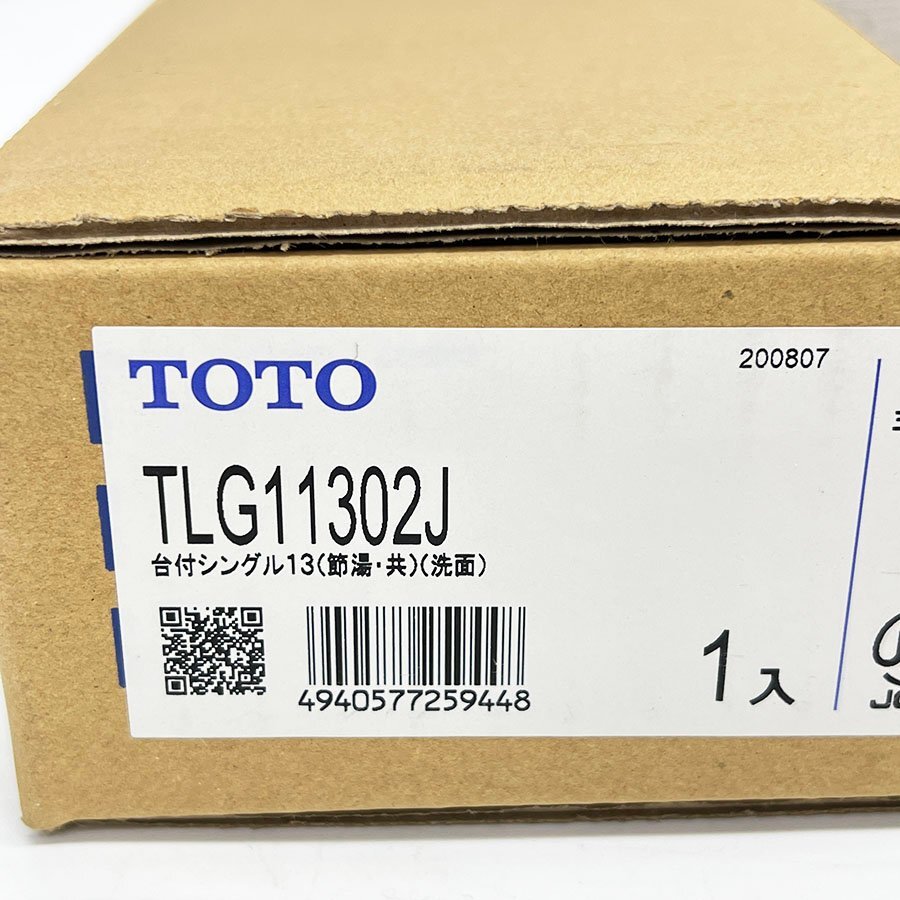 TOTO
200807
TLG11302J
台付シングル13(節湯・共)(洗面)
4940577259448
1入